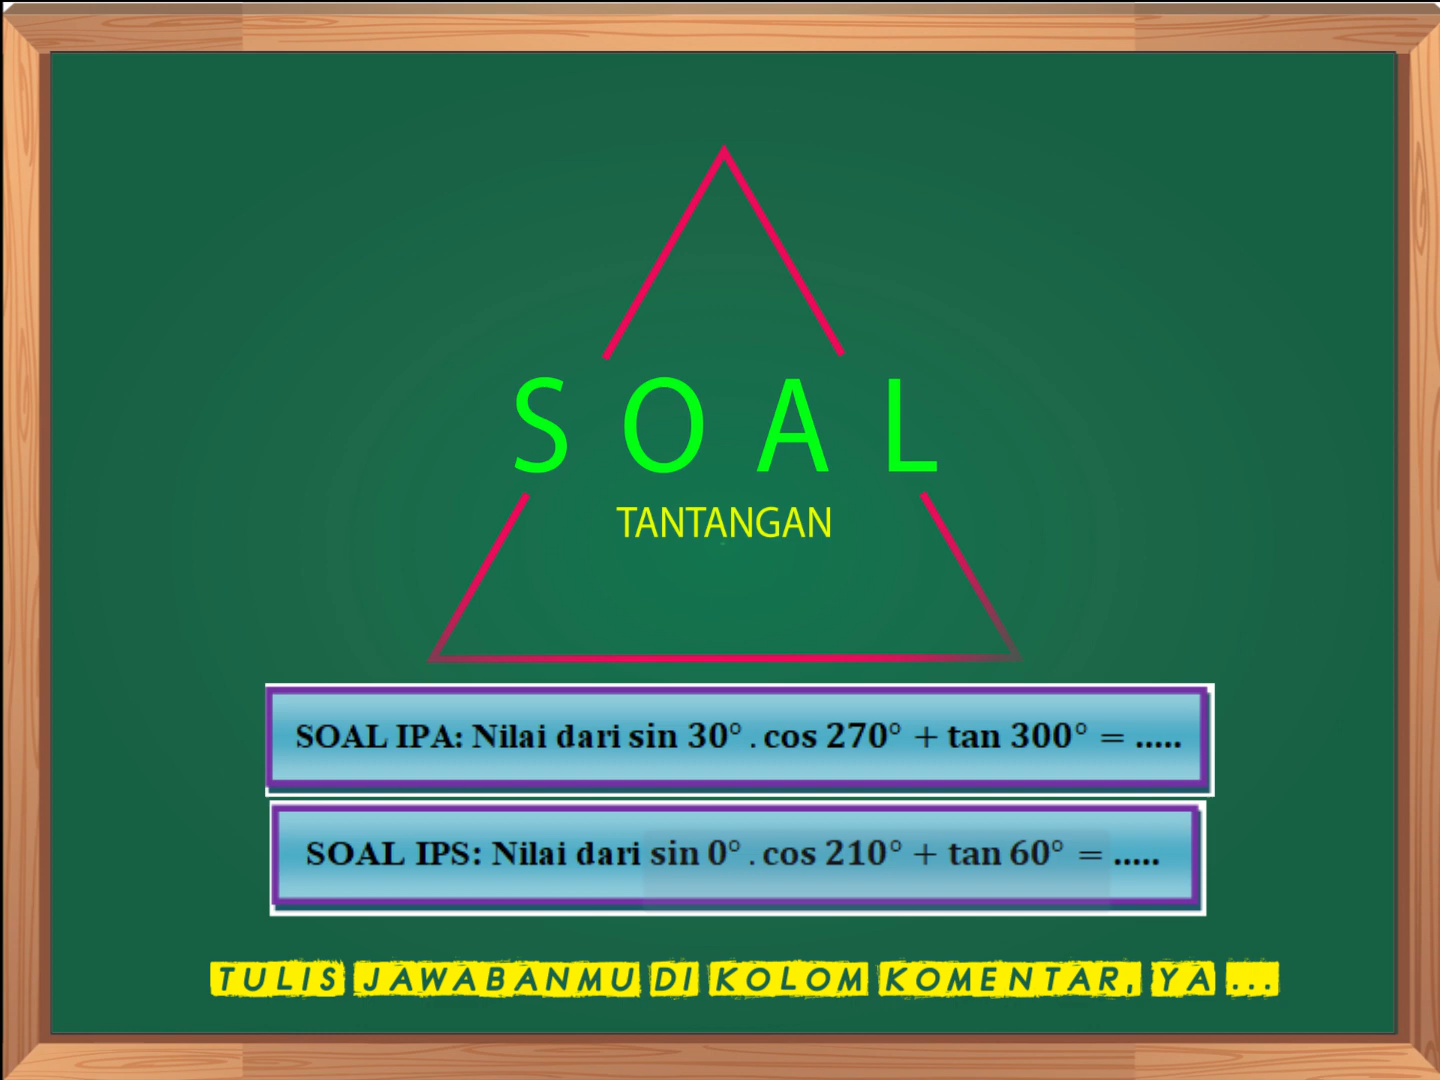 S O A L
TANTANGAN
SOAL IPA: Nilai dari sin 30° . cos 270° + tan 300° = .....
SOAL IPS: Nilai dari sin 0° . cos 210° + tan 60° = .....
TULIS JAWABANMU DI KOLOM KOMENTAR, YA ...